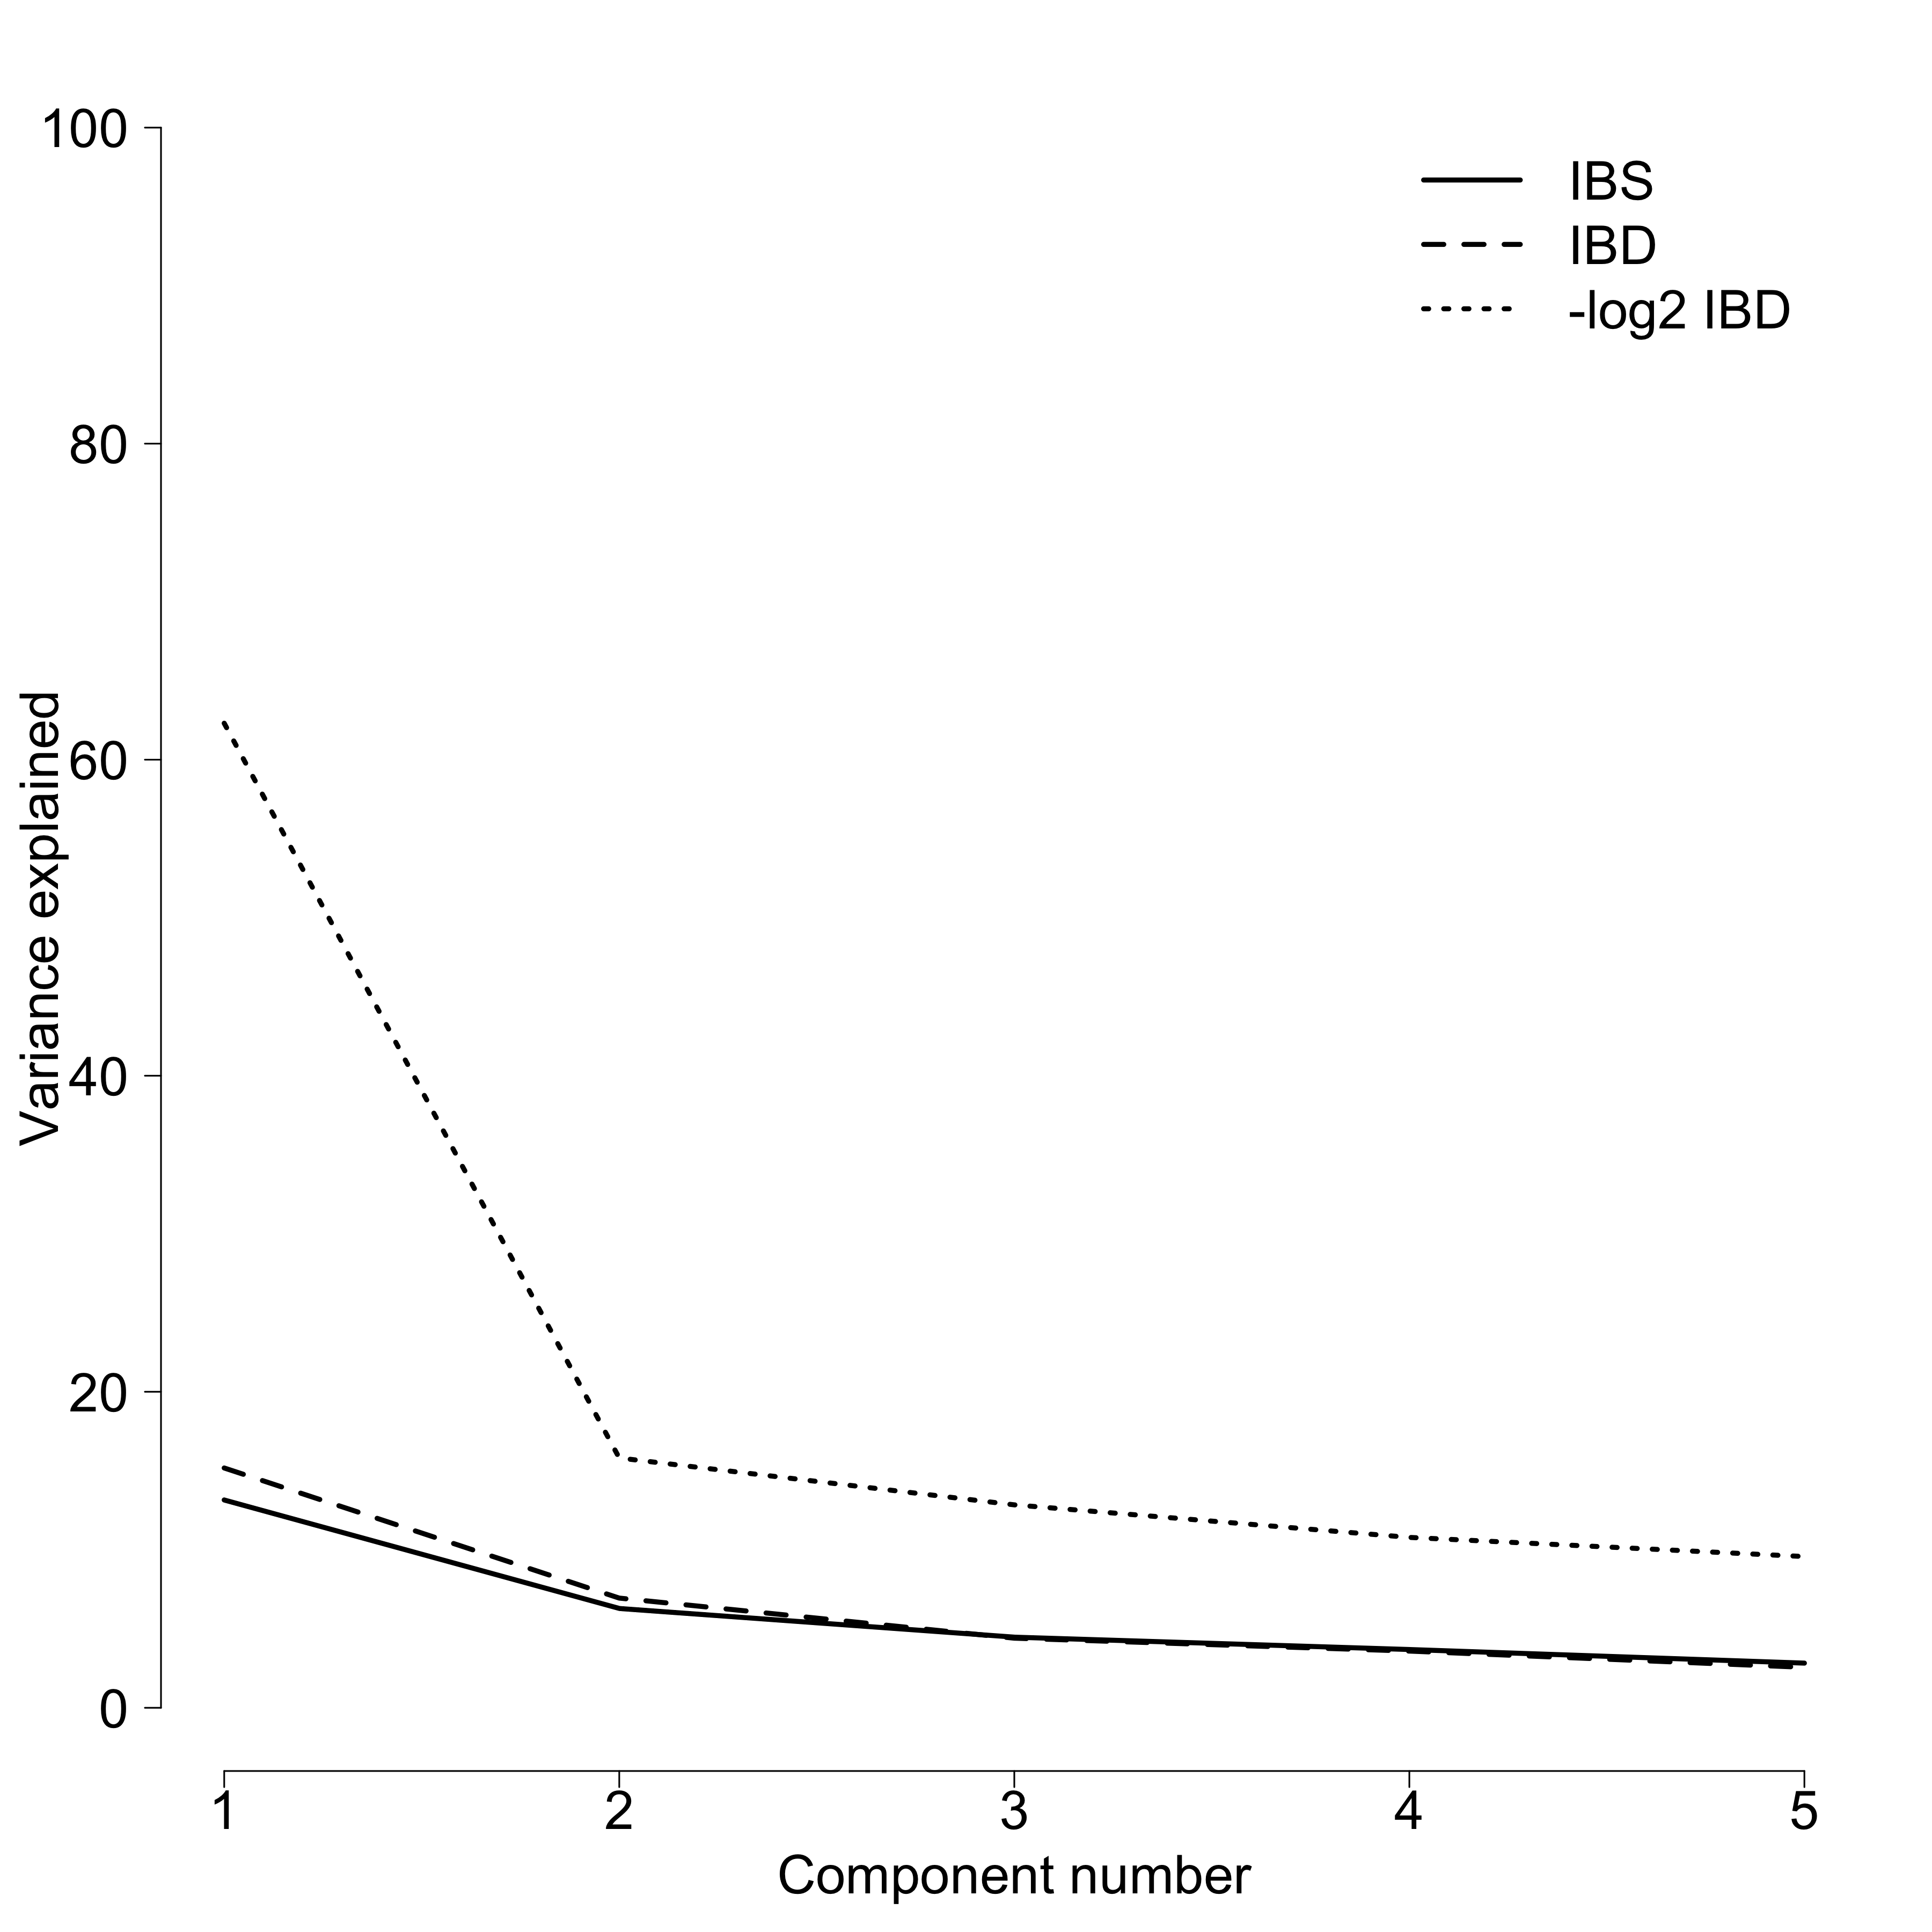 100
80
60
40
20
0
Variance explained
IBS
IBD
-log2 IBD
1 2 3 4 5
Component number